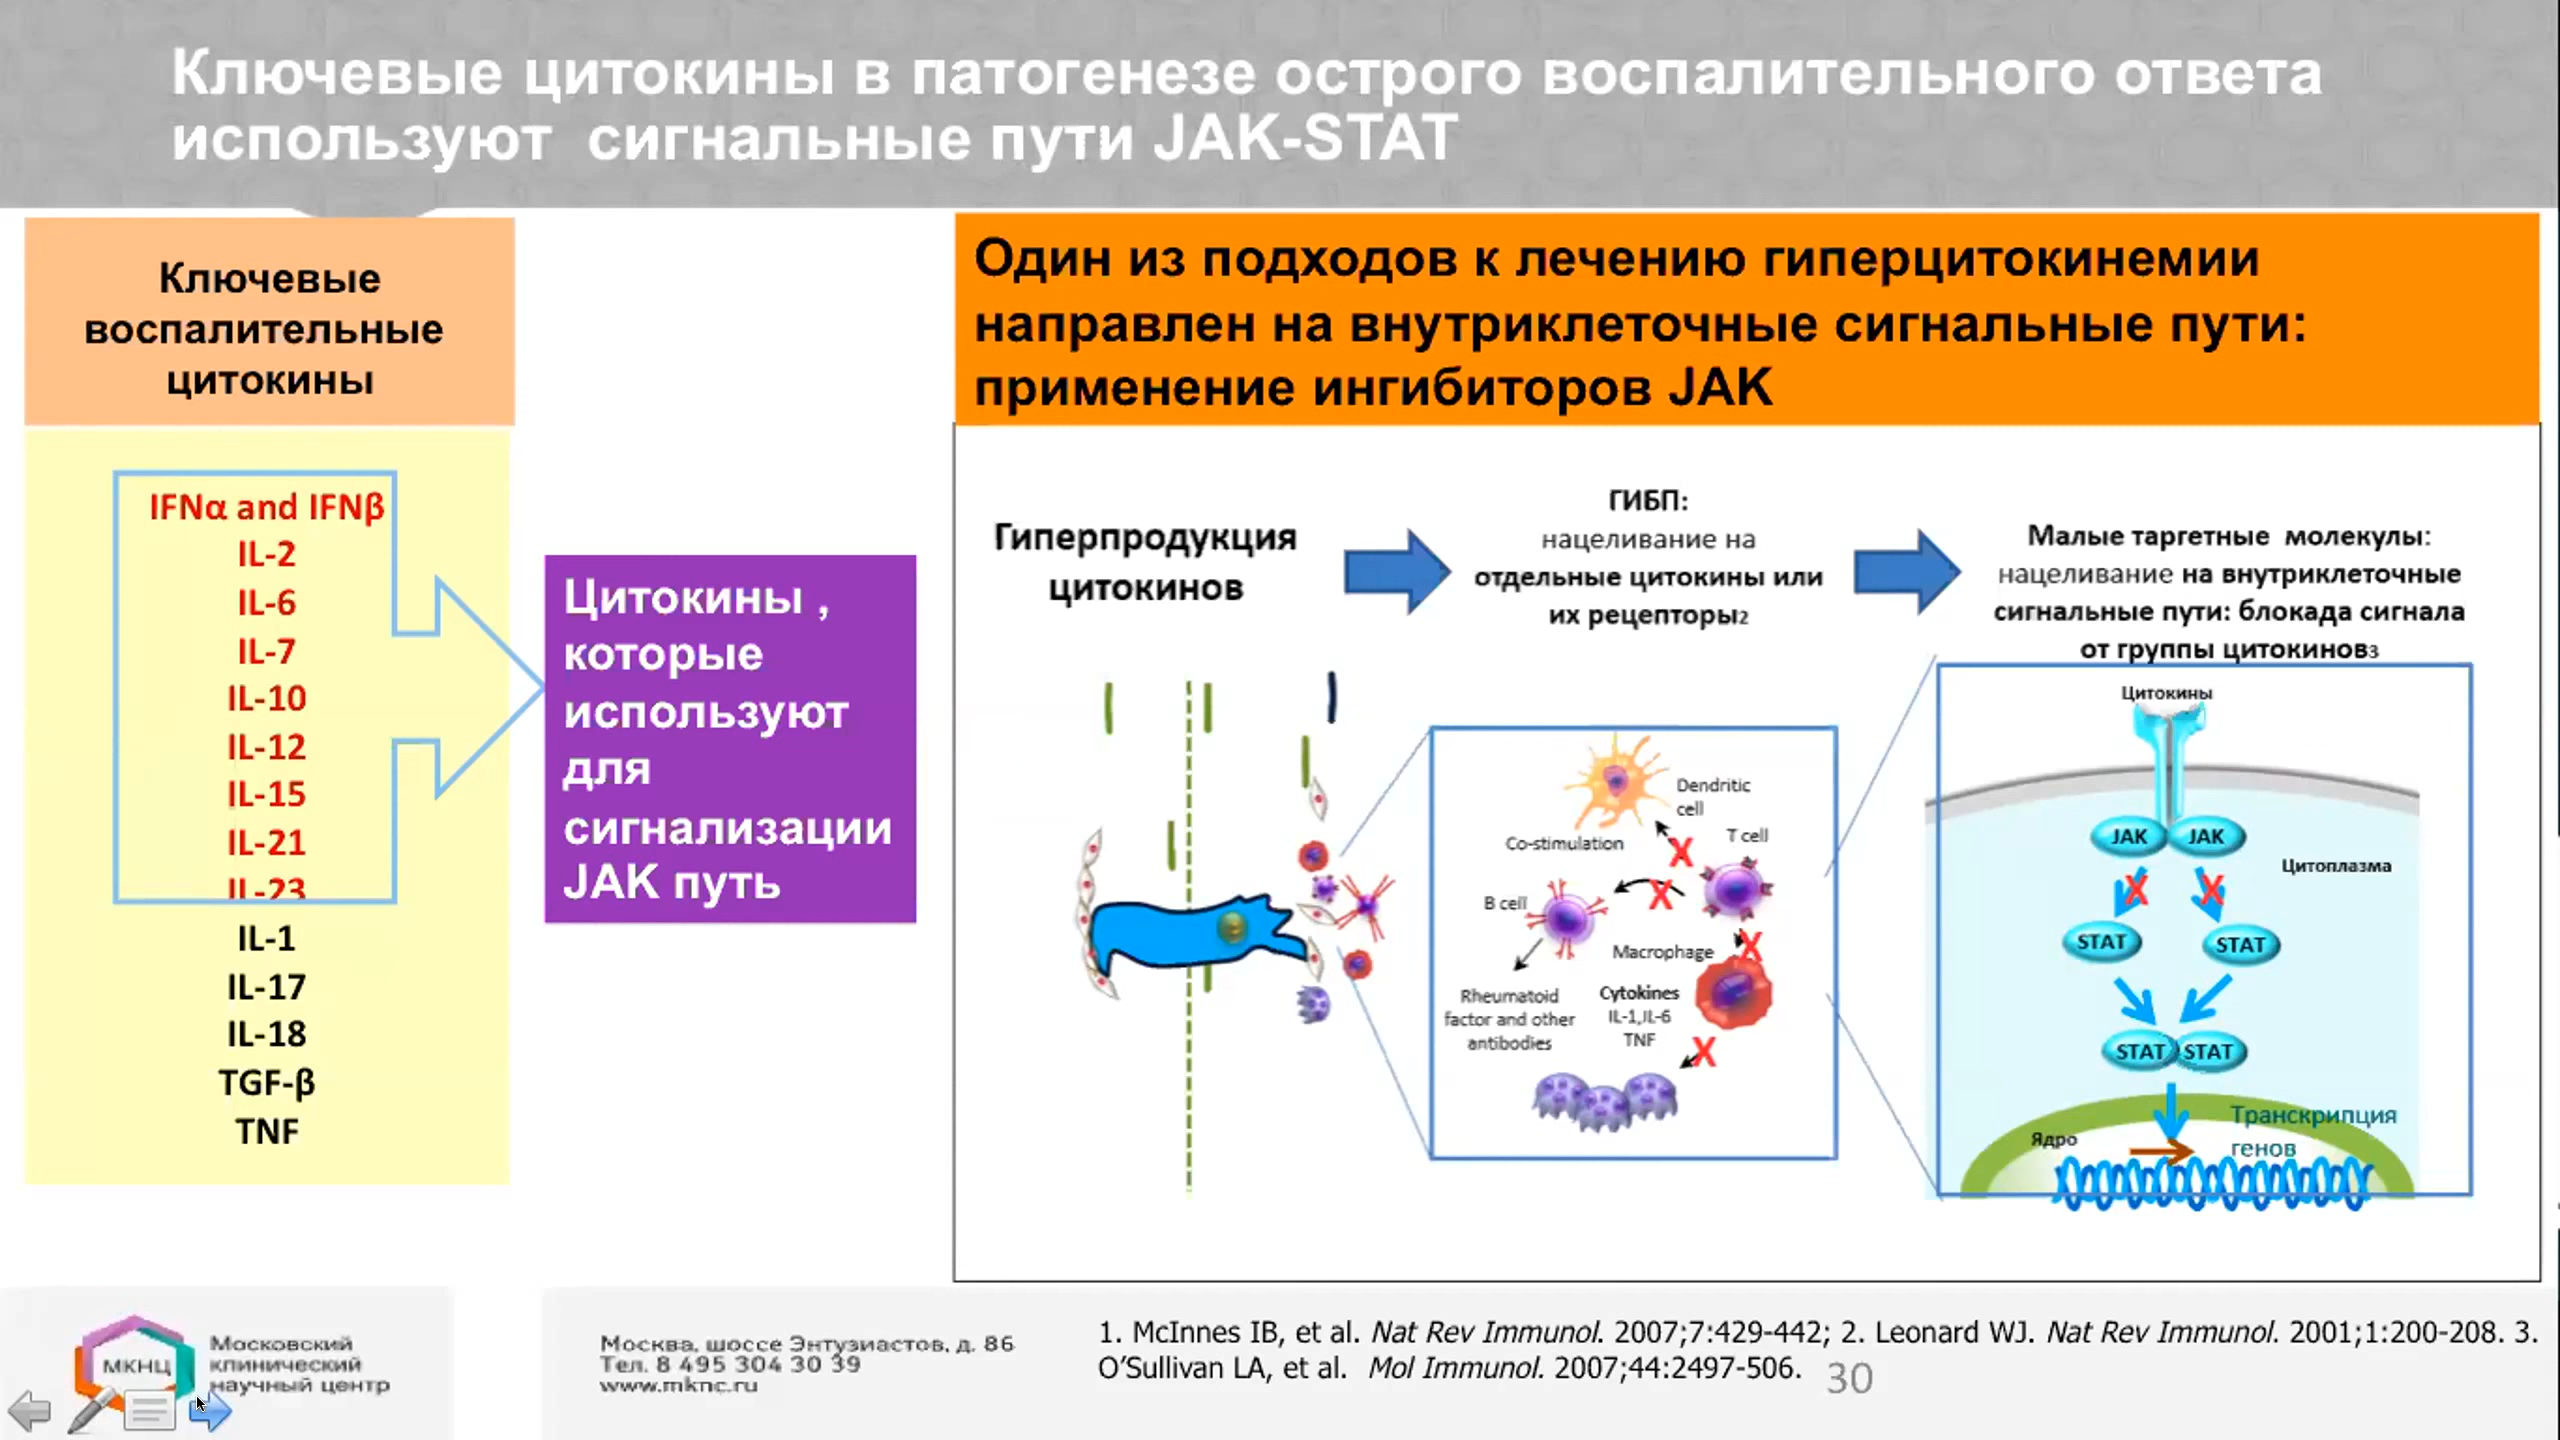 Ключевые цитокины в патогенезе острого воспалительного ответа
используют сигнальные пути JAK-STAT
Ключевые
воспалительные
цитокины
IFNα and IFNβ
IL-2
IL-6
IL-7
IL-10
IL-12
IL-15
IL-21
IL-23
IL-1
IL-17
IL-18
TGF-β
TNF
Цитокины ,
которые
используют
для
сигнализации
JAK путь
Один из подходов к лечению гиперцитокинемии
направлен на внутриклеточные сигнальные пути:
применение ингибиторов JAK
Гиперпродукция
цитокинов
ГИБП:
нацеливание на
отдельные цитокины или
их рецепторы2
Малые таргетные молекулы:
нацеливание на внутриклеточные
сигнальные пути: блокада сигнала
от группы цитокинов3
Dendritic
cell
Co-stimulation
T cell
X
X
B cell
Macrophage
X
Rheumatoid
factor and other
antibodies
Cytokines
IL-1,IL-6
TNF
X
Цитокины
JAK
JAK
Цитоплазма
X
X
STAT
STAT
STAT
STAT
Транскрипция
генов
Ядро
МКНЦ
Московский
клинический
научный центр
Москва, шоссе Энтузиастов, д. 86
Тел. 8 495 304 30 39
www.mknc.ru
1. McInnes IB, et al. Nat Rev Immunol. 2007;7:429-442; 2. Leonard WJ. Nat Rev Immunol. 2001;1:200-208. 3.
O’Sullivan LA, et al. Mol Immunol. 2007;44:2497-506.
30